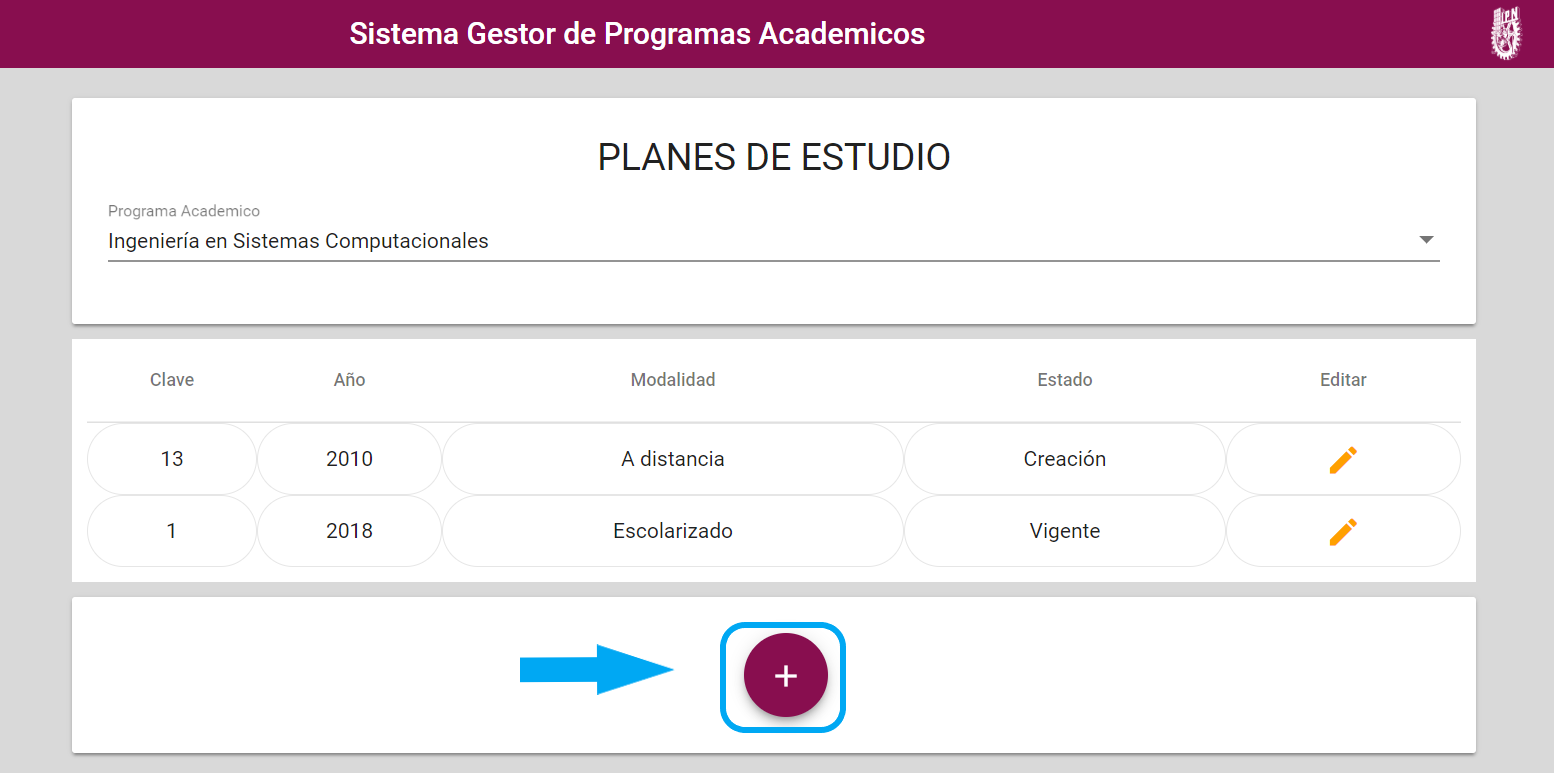 Sistema Gestor de Programas Academicos
IPN
PLANES DE ESTUDIO
Programa Academico
Ingeniería en Sistemas Computacionales
Clave Año Modalidad Estado Editar
13 2010 A distancia Creación
1 2018 Escolarizado Vigente
+